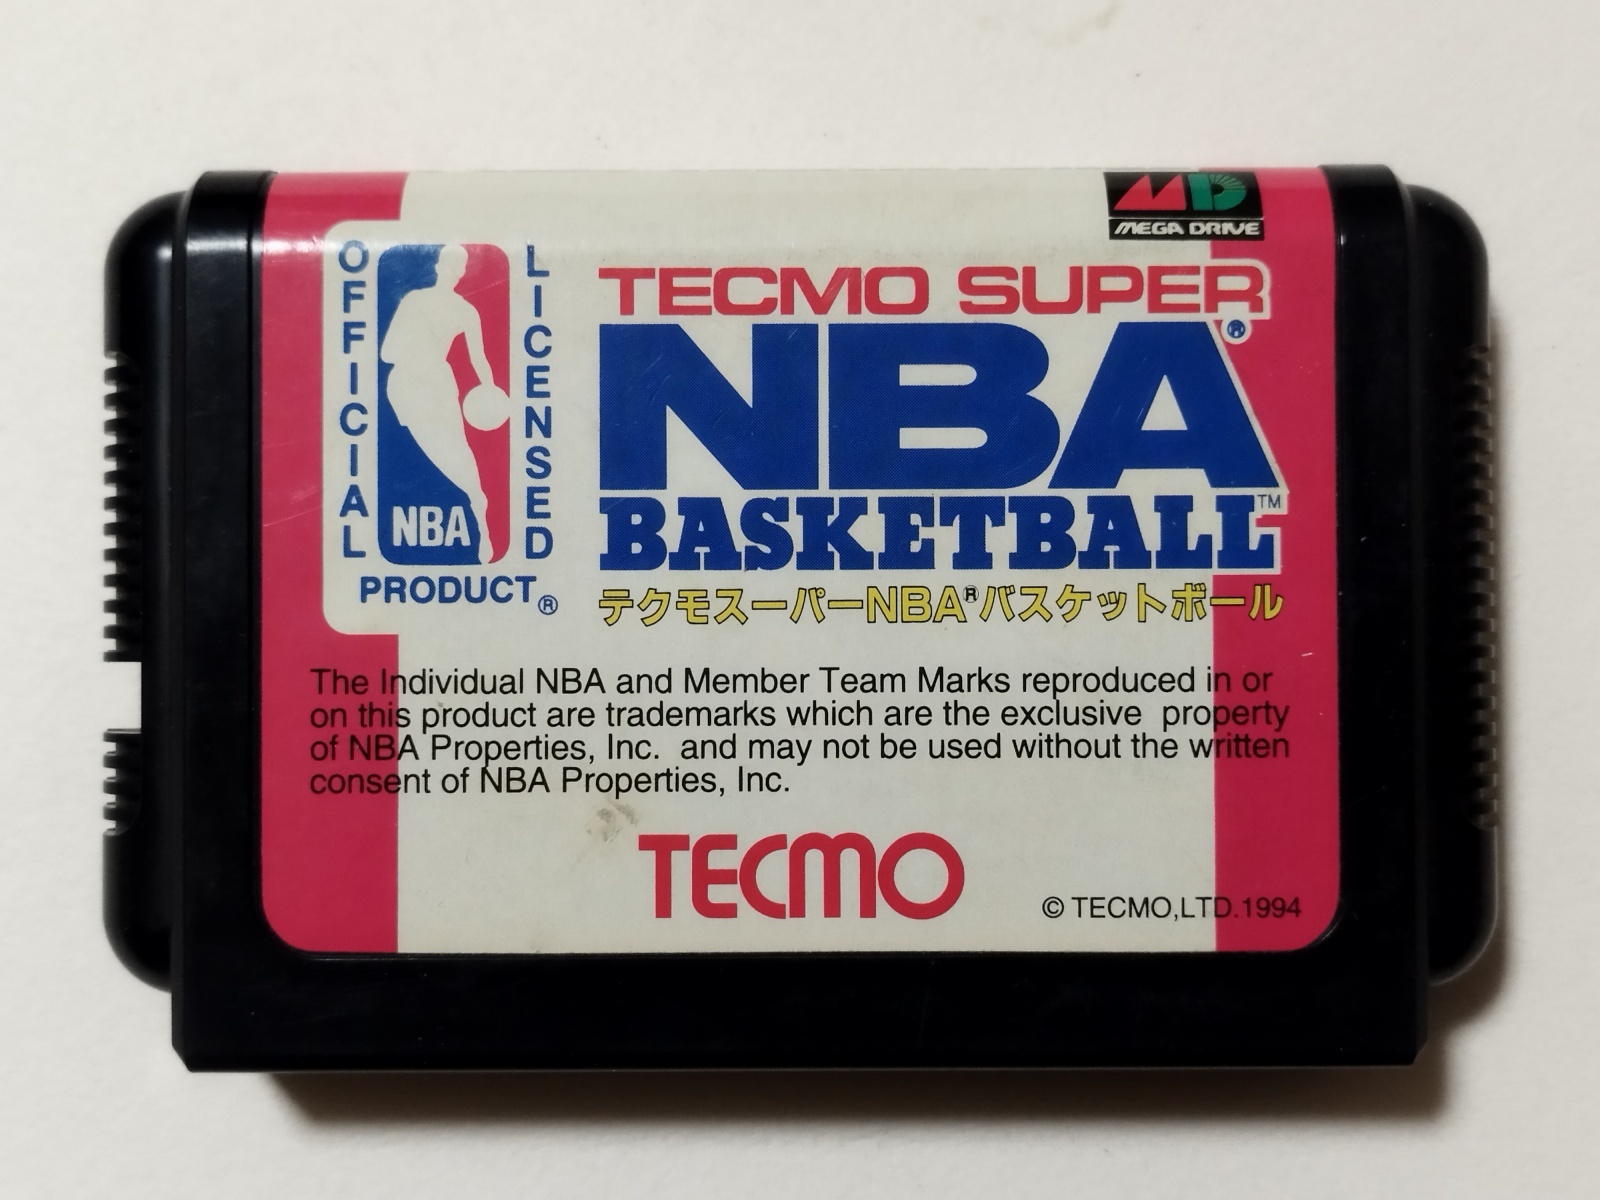 MEGA DRIVE
OFFICIAL
LICENSED
NBA
PRODUCT®
TECMO SUPER
NBA®
BASKETBALL™
テクモスーパーNBA®バスケットボール
The Individual NBA and Member Team Marks reproduced in or
on this product are trademarks which are the exclusive property
of NBA Properties, Inc. and may not be used without the written
consent of NBA Properties, Inc.
TECMO
© TECMO,LTD.1994